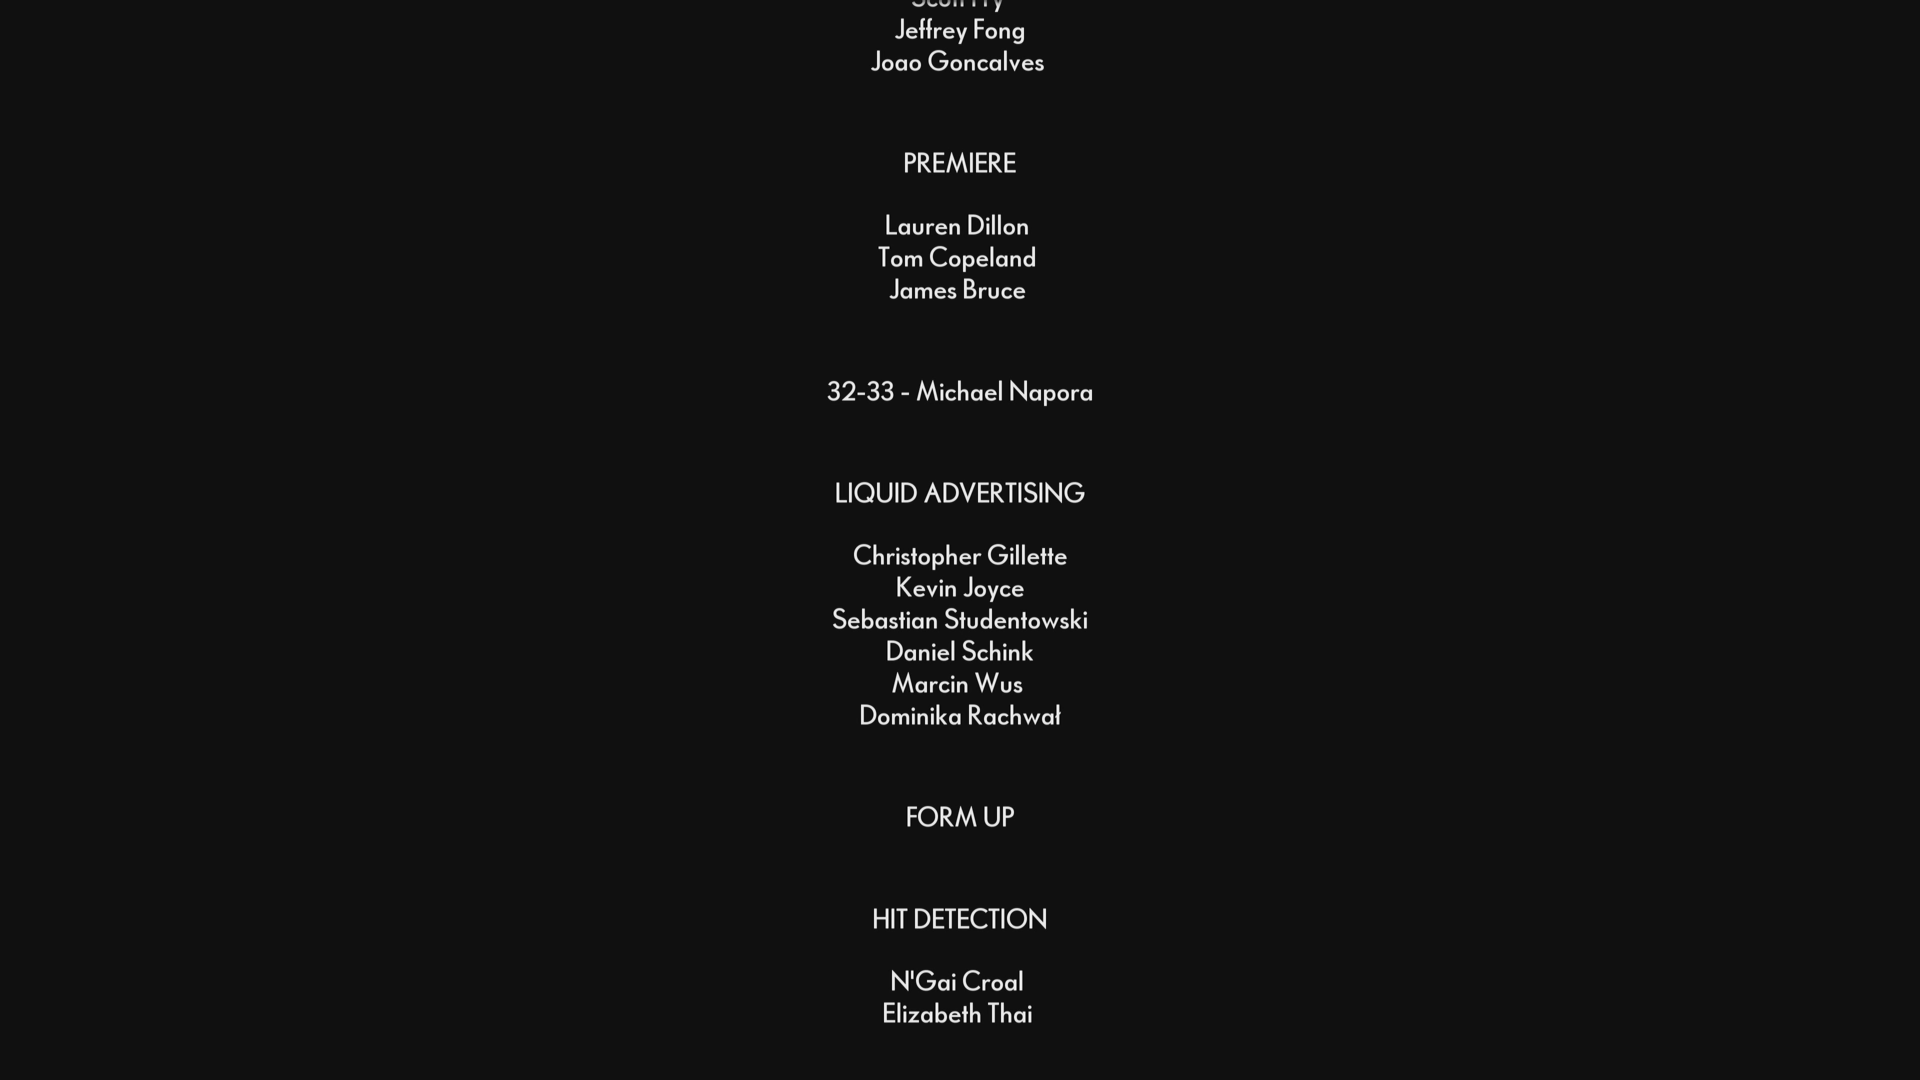 Jeffrey Fong
Joao Goncalves
PREMIERE
Lauren Dillon
Tom Copeland
James Bruce
32-33 - Michael Napora
LIQUID ADVERTISING
Christopher Gillette
Kevin Joyce
Sebastian Studentowski
Daniel Schink
Marcin Wus
Dominika Rachwał
FORM UP
HIT DETECTION
N'Gai Croal
Elizabeth Thai